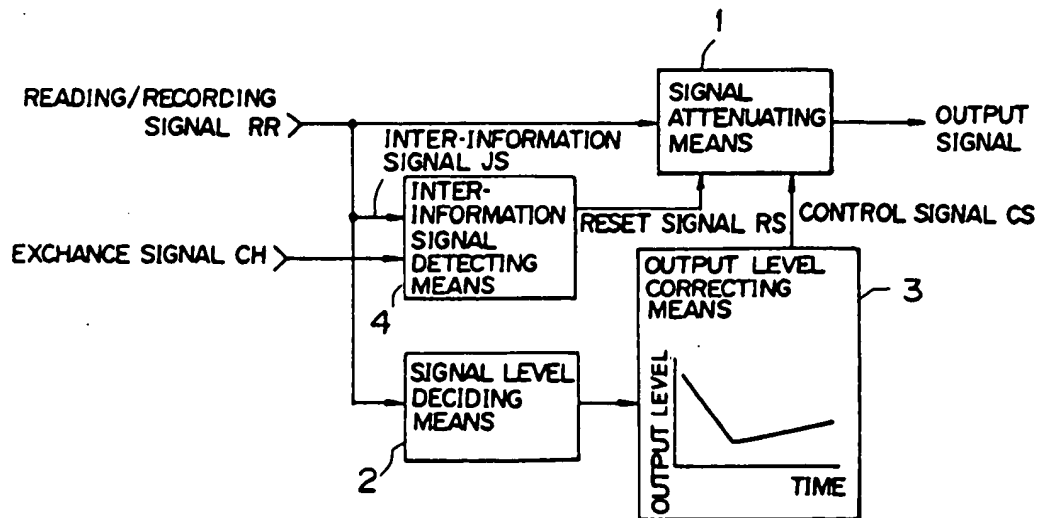 1
READING/RECORDING
SIGNAL RR
SIGNAL
ATTENUATING
MEANS
OUTPUT
SIGNAL
INTER-INFORMATION
SIGNAL JS
INTER-
INFORMATION
SIGNAL
DETECTING
MEANS
4
RESET SIGNAL RS
CONTROL SIGNAL CS
EXCHANCE SIGNAL CH
OUTPUT LEVEL
CORRECTING
MEANS
3
OUTPUT LEVEL
TIME
SIGNAL LEVEL
DECIDING
MEANS
2